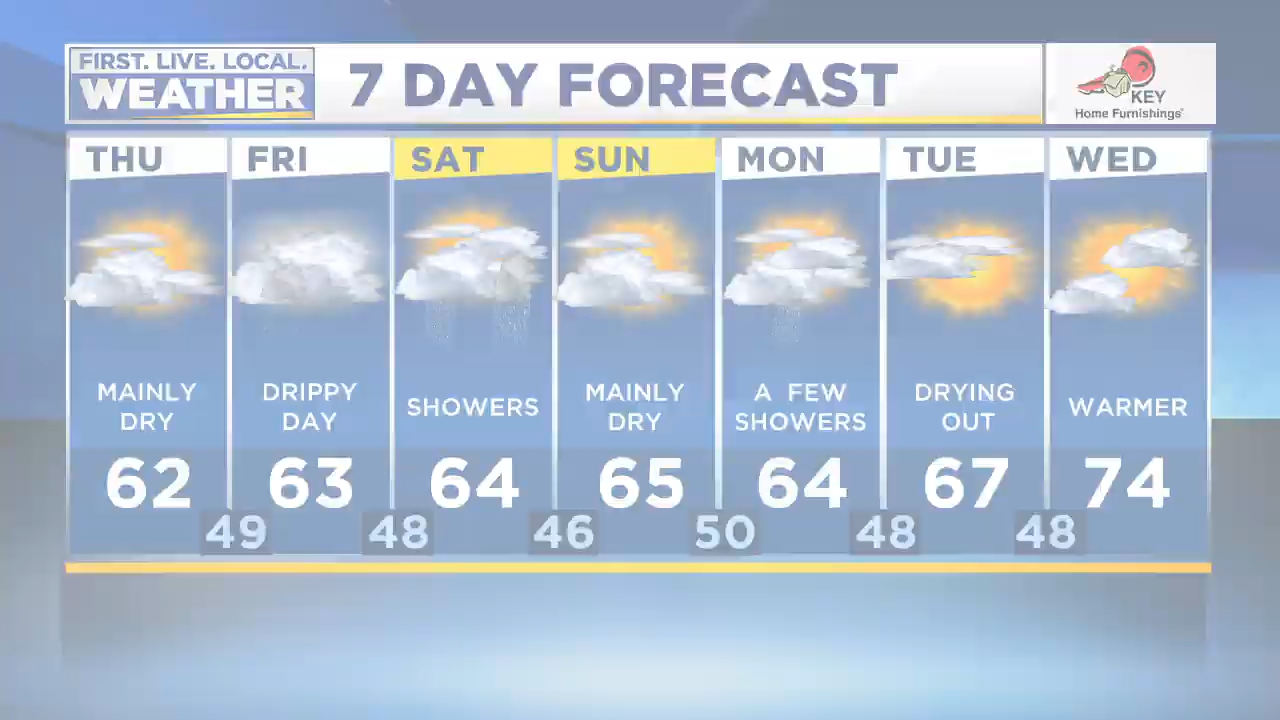 FIRST. LIVE. LOCAL.
WEATHER
7 DAY FORECAST
KEY
Home Furnishings
THU FRI SAT SUN MON TUE WED
MAINLY
DRY
DRIPPY
DAY
SHOWERS
MAINLY
DRY
A FEW
SHOWERS
DRYING
OUT
WARMER
62 63 64 65 64 67 74
49 48 46 50 48 48